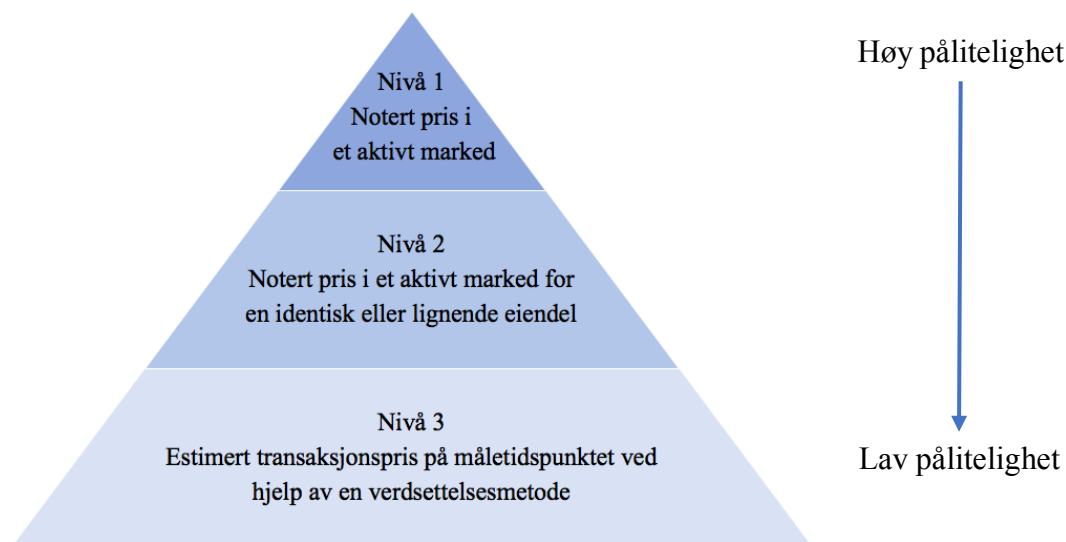 Nivå 1
Notert pris i
et aktivt marked
Nivå 2
Notert pris i et aktivt marked for
en identisk eller lignende eiendel
Nivå 3
Estimert transaksjonspris på måletidspunktet ved
hjelp av en verdsettelsesmetode
Høy pålitelighet
Lav pålitelighet